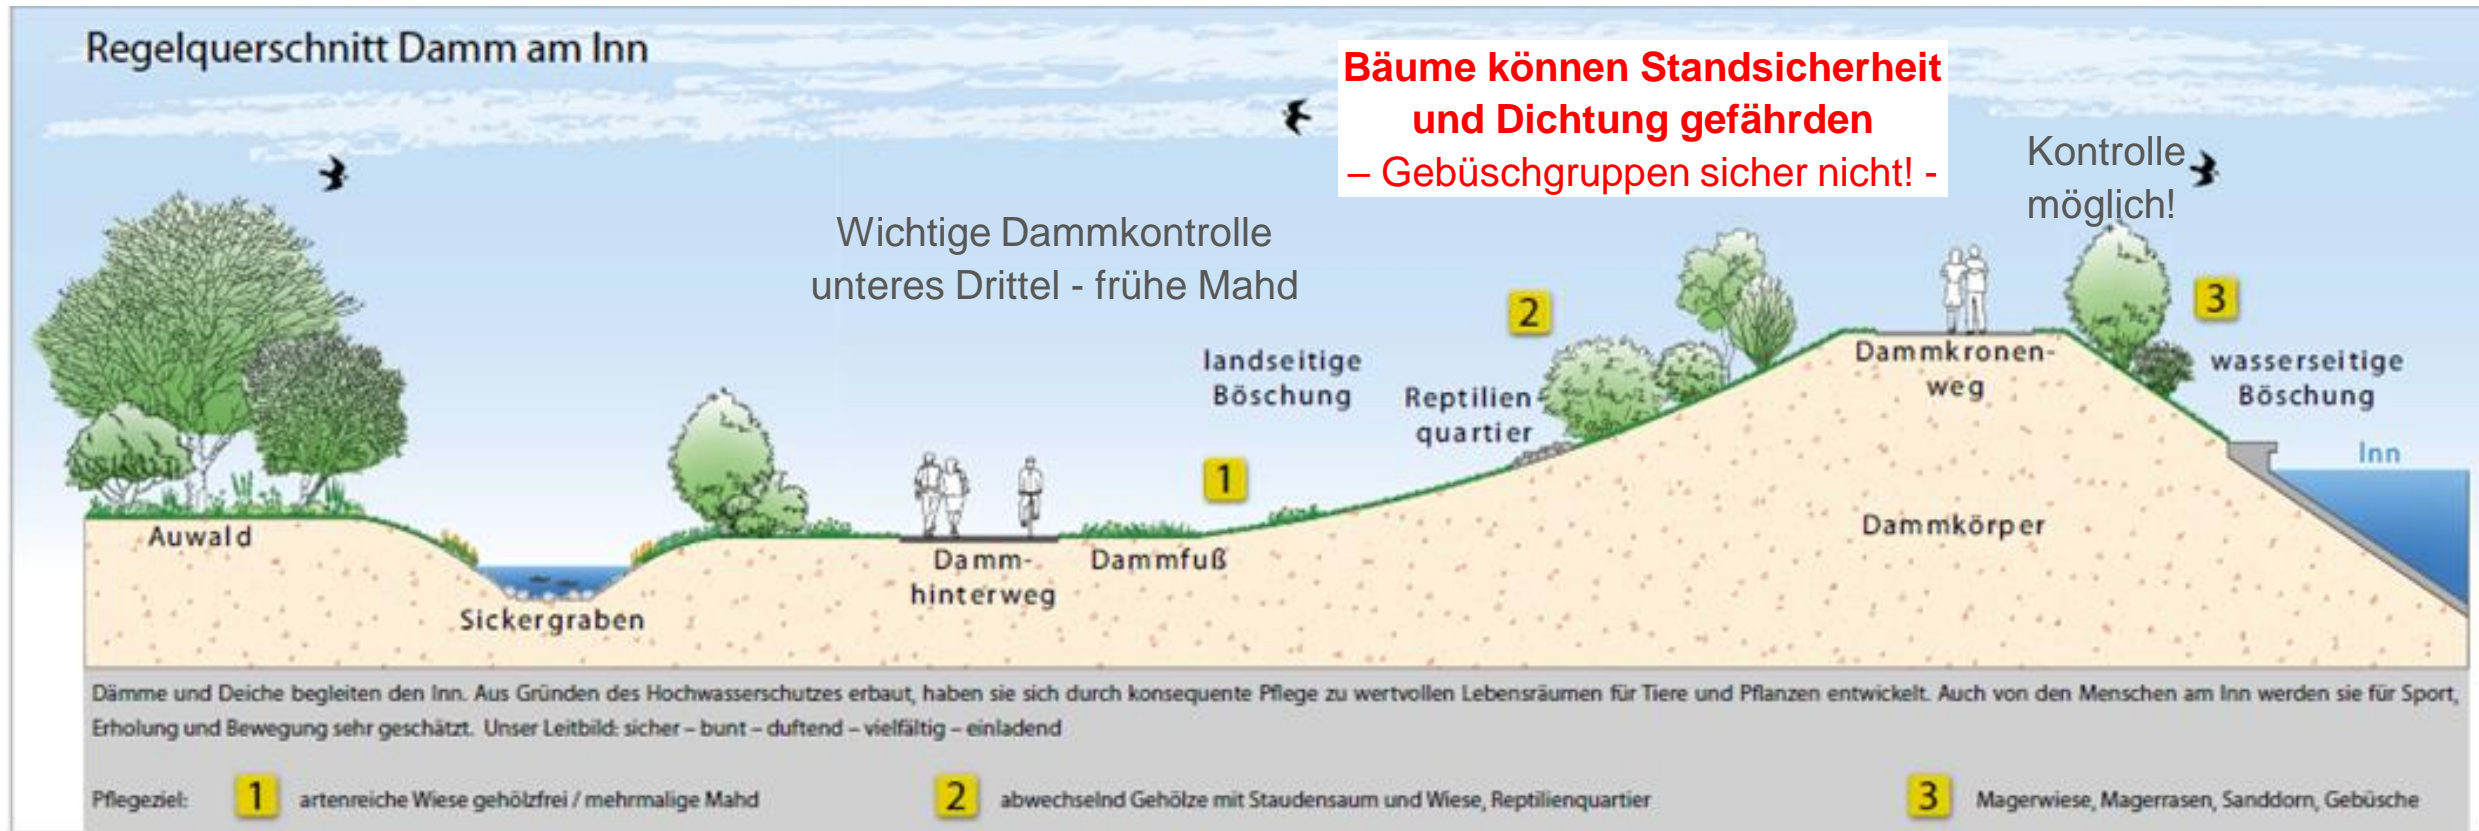 Regelquerschnitt Damm am Inn
Bäume können Standsicherheit
und Dichtung gefährden
– Gebüschgruppen sicher nicht! -
Kontrolle
möglich!
Wichtige Dammkontrolle
unteres Drittel - frühe Mahd
2
3
landseitige
Böschung
Reptilien-
quartier
Dammkronen-
weg
wasserseitige
Böschung
Inn
1
Auwald
Sickergraben
Damm-
hinterweg
Dammfuß
Dammkörper
Dämme und Deiche begleiten den Inn. Aus Gründen des Hochwasserschutzes erbaut, haben sie sich durch konsequente Pflege zu wertvollen Lebensräumen für Tiere und Pflanzen entwickelt. Auch von den Menschen am Inn werden sie für Sport,
Erholung und Bewegung sehr geschätzt. Unser Leitbild: sicher – bunt – duftend – vielfältig – einladend
Pflegeziel: 1 artenreiche Wiese gehölzfrei / mehrmalige Mahd 2 abwechselnd Gehölze mit Staudensaum und Wiese, Reptilienquartier 3 Magerwiese, Magerrasen, Sanddorn, Gebüsche